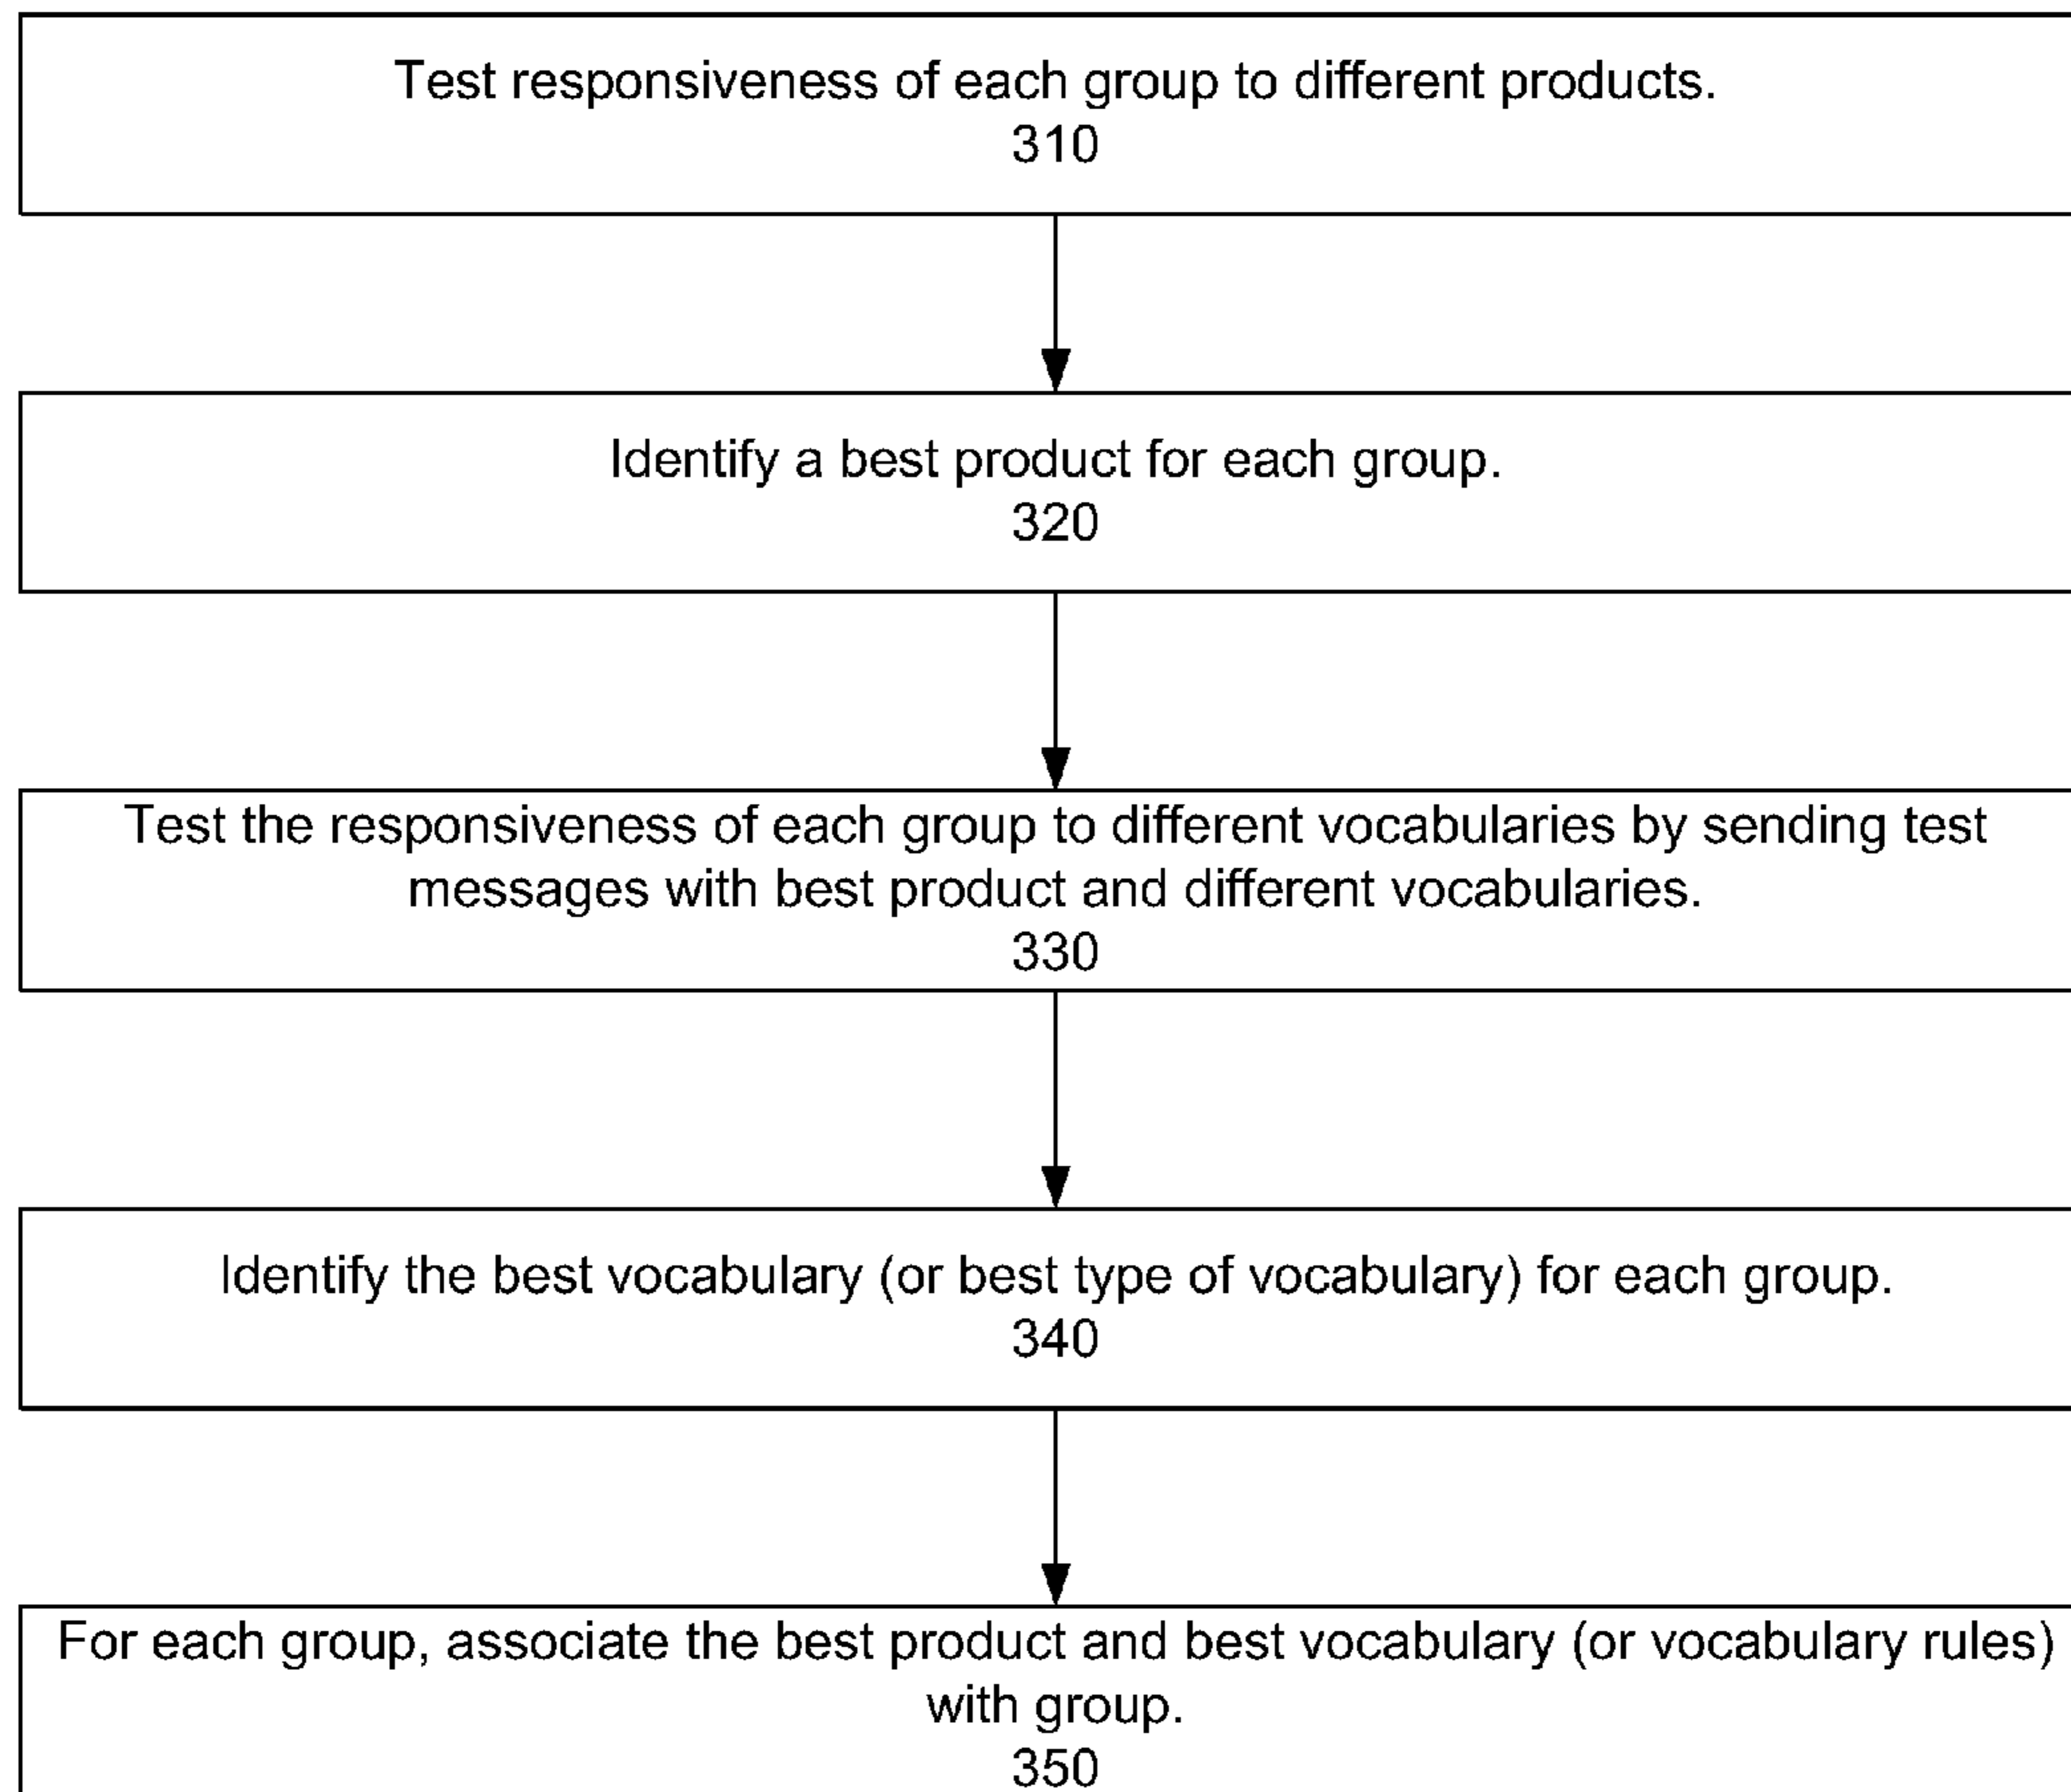 Test responsiveness of each group to different products.
310
Identify a best product for each group.
320
Test the responsiveness of each group to different vocabularies by sending test
messages with best product and different vocabularies.
330
Identify the best vocabulary (or best type of vocabulary) for each group.
340
For each group, associate the best product and best vocabulary (or vocabulary rules)
with group.
350